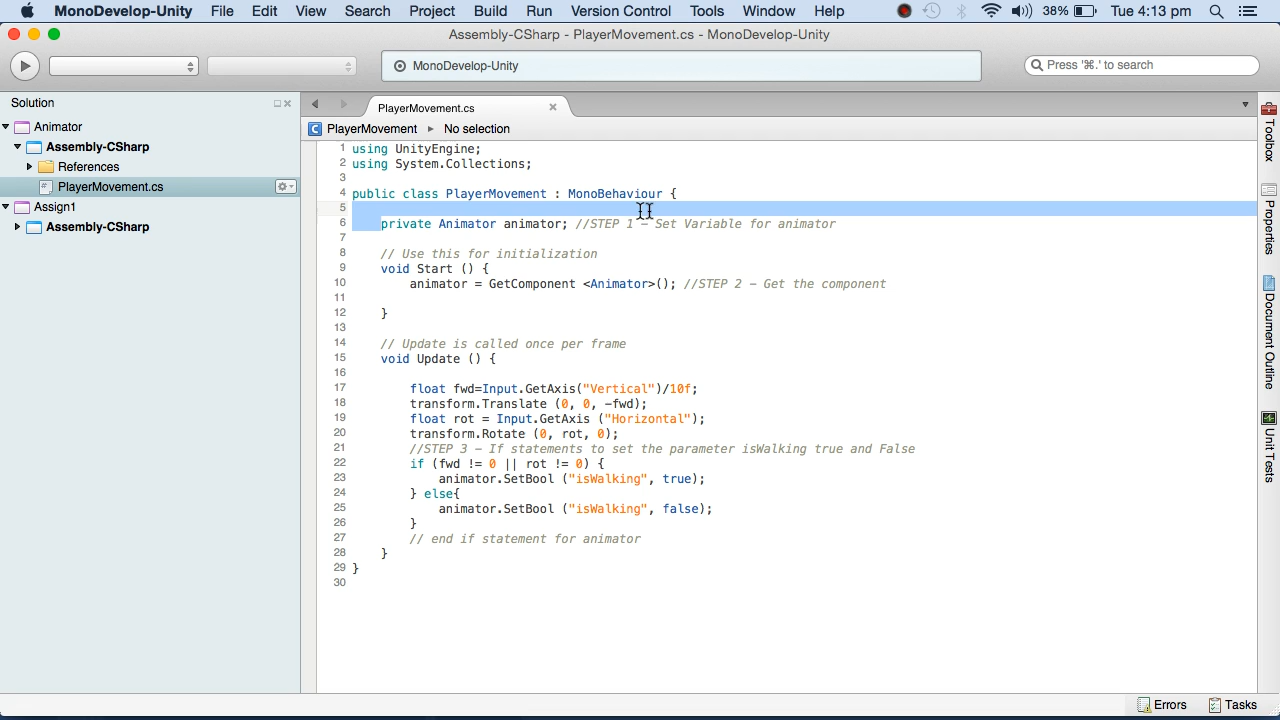 MonoDevelop-Unity File Edit View Search Project Build Run Version Control Tools Window Help 38% Tue 4:13 pm
Assembly-CSharp - PlayerMovement.cs - MonoDevelop-Unity
MonoDevelop-Unity
Press '⌘.' to search
Solution
Animator
Assembly-CSharp
References
PlayerMovement.cs
Assign1
Assembly-CSharp
PlayerMovement.cs
PlayerMovement No selection
1 using UnityEngine;
2 using System.Collections;
3
4 public class PlayerMovement : MonoBehaviour {
5
6 private Animator animator; //STEP 1 - Set Variable for animator
7
8 // Use this for initialization
9 void Start () {
10 animator = GetComponent <Animator>(); //STEP 2 - Get the component
11
12 }
13
14 // Update is called once per frame
15 void Update () {
16
17 float fwd=Input.GetAxis("Vertical")/10f;
18 transform.Translate (0, 0, -fwd);
19 float rot = Input.GetAxis ("Horizontal");
20 transform.Rotate (0, rot, 0);
21 //STEP 3 - If statements to set the parameter isWalking true and False
22 if (fwd != 0 || rot != 0) {
23 animator.SetBool ("isWalking", true);
24 } else{
25 animator.SetBool ("isWalking", false);
26 }
27 // end if statement for animator
28 }
29 }
30
Toolbox
Properties
Document Outline
Unit Tests
Errors Tasks